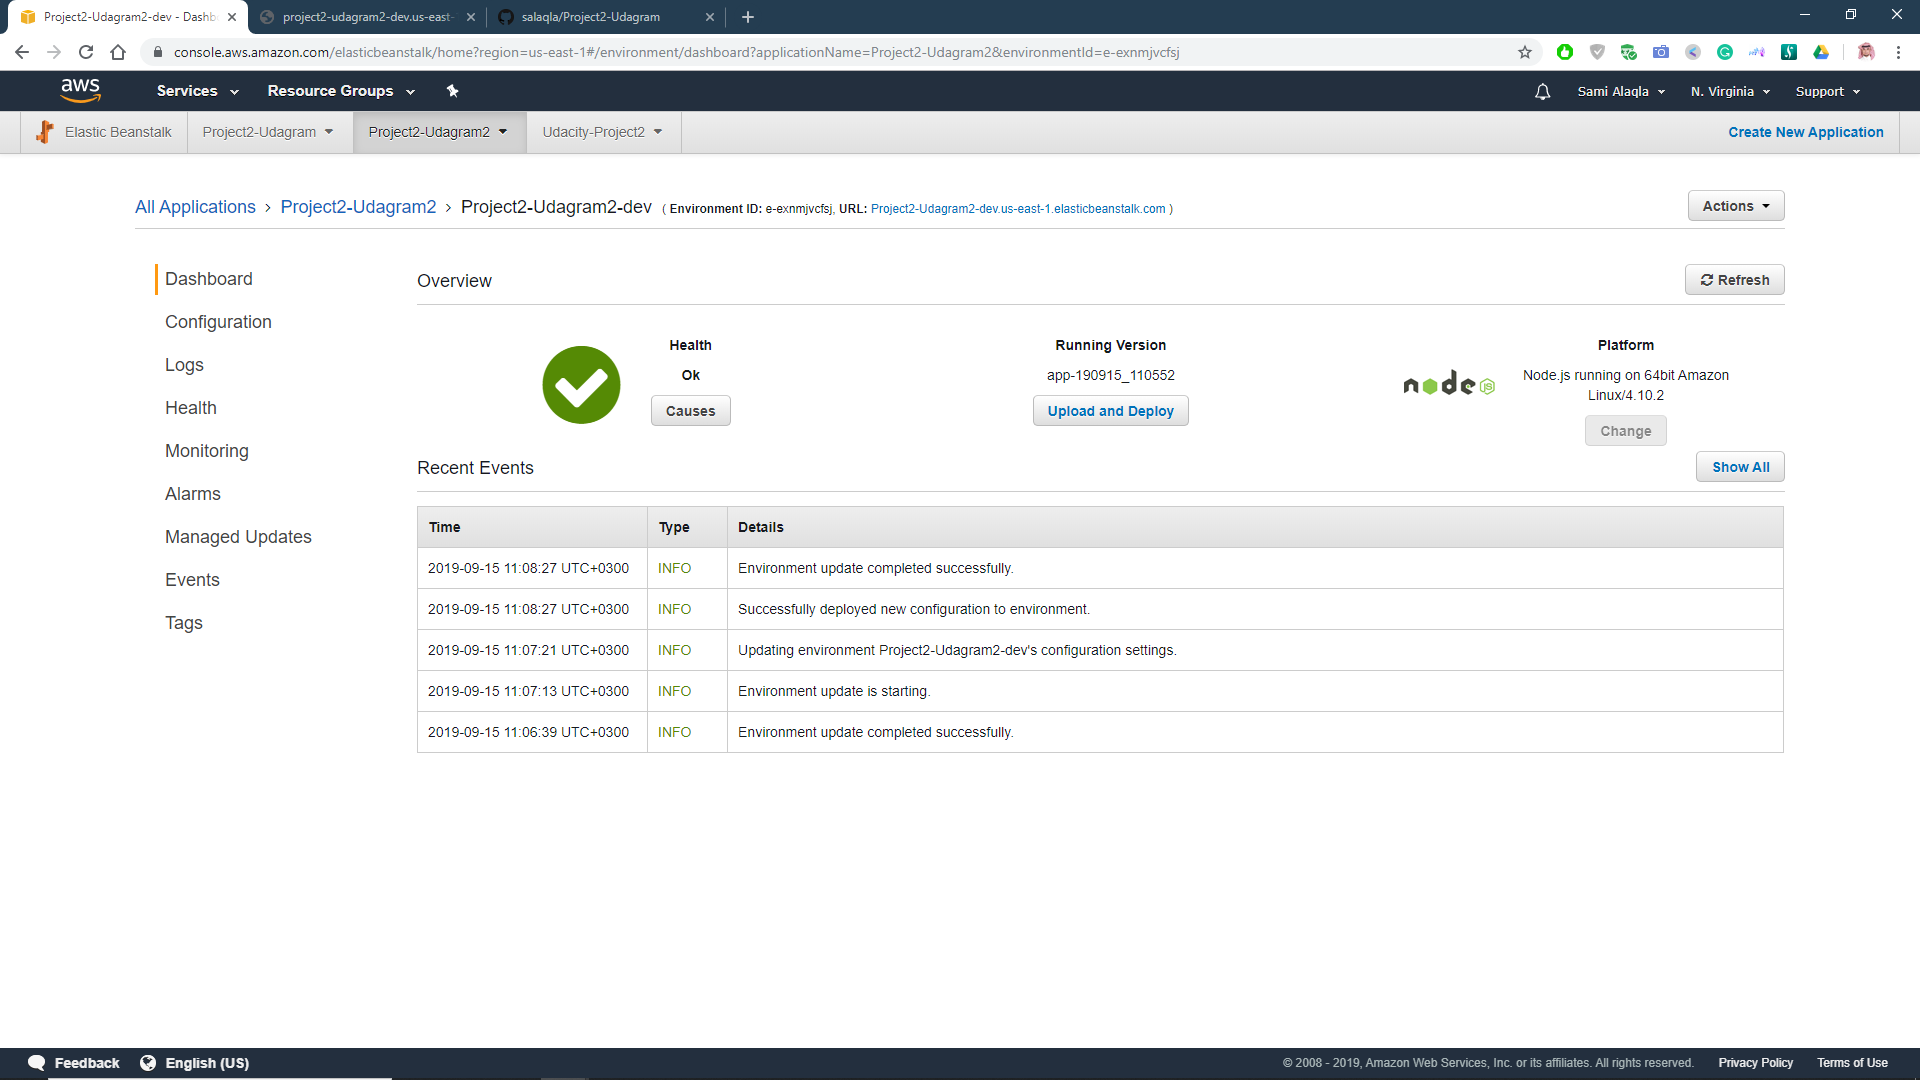 Project2-Udagram2-dev - Dashb
project2-udagram2-dev.us-east-
salaqla/Project2-Udagram
console.aws.amazon.com/elasticbeanstalk/home?region=us-east-1#/environment/dashboard?applicationName=Project2-Udagram2&environmentId=e-exnmjvcfsj
aws
Services
Resource Groups
Sami Alaqla
N. Virginia
Support
Elastic Beanstalk
Project2-Udagram
Project2-Udagram2
Udacity-Project2
Create New Application
All Applications › Project2-Udagram2 › Project2-Udagram2-dev ( Environment ID: e-exnmjvcfsj, URL: Project2-Udagram2-dev.us-east-1.elasticbeanstalk.com )
Actions
Dashboard
Configuration
Logs
Health
Monitoring
Alarms
Managed Updates
Events
Tags
Overview
Refresh
Health
Ok
Causes
Running Version
app-190915_110552
Upload and Deploy
node
JS
Platform
Node.js running on 64bit Amazon
Linux/4.10.2
Change
Recent Events
Show All
Time Type Details
2019-09-15 11:08:27 UTC+0300 INFO Environment update completed successfully.
2019-09-15 11:08:27 UTC+0300 INFO Successfully deployed new configuration to environment.
2019-09-15 11:07:21 UTC+0300 INFO Updating environment Project2-Udagram2-dev's configuration settings.
2019-09-15 11:07:13 UTC+0300 INFO Environment update is starting.
2019-09-15 11:06:39 UTC+0300 INFO Environment update completed successfully.
Feedback
English (US)
© 2008 - 2019, Amazon Web Services, Inc. or its affiliates. All rights reserved.
Privacy Policy
Terms of Use